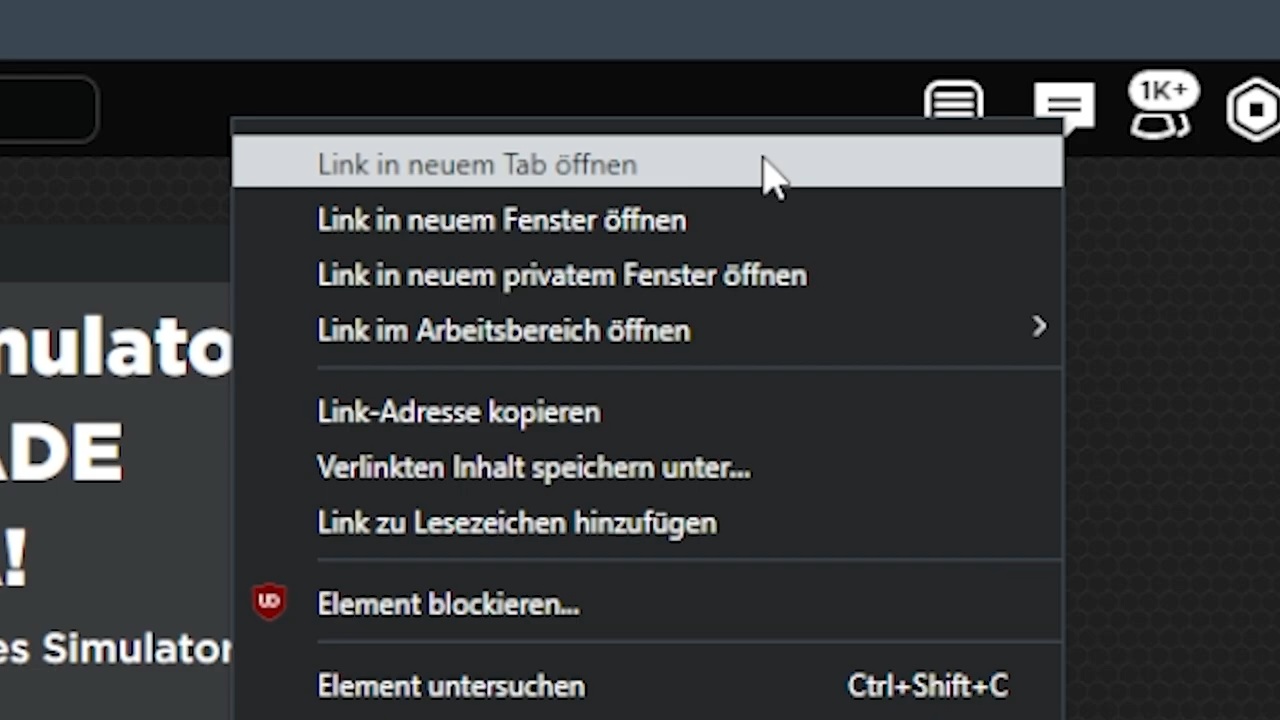 1K+
Link in neuem Tab öffnen
Link in neuem Fenster öffnen
Link in neuem privatem Fenster öffnen
Link im Arbeitsbereich öffnen
mulato
ADE
Link-Adresse kopieren
Verlinkten Inhalt speichern unter...
Link zu Lesezeichen hinzufügen
!
UD
Element blockieren...
es Simulator
Element untersuchen Ctrl+Shift+C